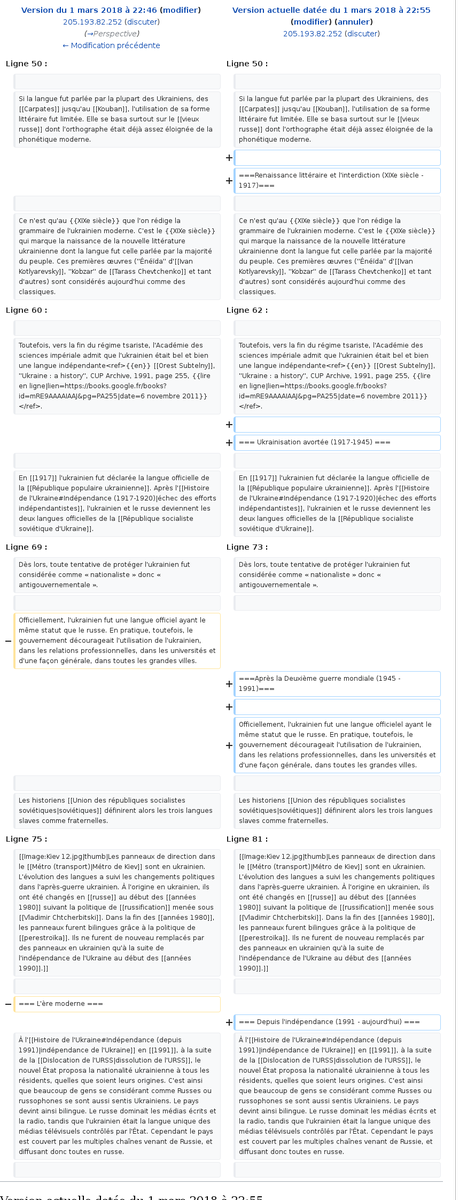 Version du 1 mars 2018 à 22:46 (modifier)
205.193.82.252 (discuter)
(→Perspective)
← Modification précédente
Version actuelle datée du 1 mars 2018 à 22:55
(modifier) (annuler)
205.193.82.252 (discuter)
Ligne 50 :
Ligne 50 :
Si la langue fut parlée par la plupart des Ukrainiens, des
[[Carpates]] jusqu'au [[Kouban]], l'utilisation de sa forme
littéraire fut limitée. Elle se basa surtout sur le [[vieux
russe]] dont l'orthographe était déjà assez éloignée de la
phonétique moderne.
Si la langue fut parlée par la plupart des Ukrainiens, des
[[Carpates]] jusqu'au [[Kouban]], l'utilisation de sa forme
littéraire fut limitée. Elle se basa surtout sur le [[vieux
russe]] dont l'orthographe était déjà assez éloignée de la
phonétique moderne.
+
+ ===Renaissance littéraire et l'interdiction (XIXe siècle -
1917)===
Ce n'est qu'au {{XIXe siècle}} que l'on rédige la
grammaire de l'ukrainien moderne. C'est le {{XIXe siècle}}
qui marque la naissance de la nouvelle littérature
ukrainienne dont la langue fut celle parlée par la majorité
du peuple. Ces premières œuvres (''Énéïda'' d'[[Ivan
Kotlyarevsky]], ''Kobzar'' de [[Tarass Chevtchenko]] et tant
d'autres) sont considérés aujourd'hui comme des
classiques.
Ce n'est qu'au {{XIXe siècle}} que l'on rédige la
grammaire de l'ukrainien moderne. C'est le {{XIXe siècle}}
qui marque la naissance de la nouvelle littérature
ukrainienne dont la langue fut celle parlée par la majorité
du peuple. Ces premières œuvres (''Énéïda'' d'[[Ivan
Kotlyarevsky]], ''Kobzar'' de [[Tarass Chevtchenko]] et tant
d'autres) sont considérés aujourd'hui comme des
classiques.
Ligne 60 :
Ligne 62 :
Toutefois, vers la fin du régime tsariste, l'Académie des
sciences impériale admit que l'ukrainien était bel et bien
une langue indépendante<ref>{{en}} [[Orest Subtelny]],
''Ukraine : a history'', CUP Archive, 1991, page 255, {{lire
en ligne|lien=https://books.google.fr/books?
id=mRE9AAAAIAAJ&pg=PA255|date=6 novembre 2011}}
</ref>.
Toutefois, vers la fin du régime tsariste, l'Académie des
sciences impériale admit que l'ukrainien était bel et bien
une langue indépendante<ref>{{en}} [[Orest Subtelny]],
''Ukraine : a history'', CUP Archive, 1991, page 255, {{lire
en ligne|lien=https://books.google.fr/books?
id=mRE9AAAAIAAJ&pg=PA255|date=6 novembre 2011}}
</ref>.
+
+ === Ukrainisation avortée (1917-1945) ===
En [[1917]] l'ukrainien fut déclarée la langue officielle de
la [[République populaire ukrainienne]]. Après l'[[Histoire
de l'Ukraine#Indépendance (1917-1920)|échec des efforts
indépendantistes]], l'ukrainien et le russe deviennent les
deux langues officielles de la [[République socialiste
soviétique d'Ukraine]].
En [[1917]] l'ukrainien fut déclarée la langue officielle de
la [[République populaire ukrainienne]]. Après l'[[Histoire
de l'Ukraine#Indépendance (1917-1920)|échec des efforts
indépendantistes]], l'ukrainien et le russe deviennent les
deux langues officielles de la [[République socialiste
soviétique d'Ukraine]].
Ligne 69 :
Ligne 73 :
Dès lors, toute tentative de protéger l'ukrainien fut
considérée comme « nationaliste » donc «
antigouvernementale ».
Dès lors, toute tentative de protéger l'ukrainien fut
considérée comme « nationaliste » donc «
antigouvernementale ».
− Officiellement, l'ukrainien fut une langue officiel ayant le
même statut que le russe. En pratique, toutefois, le
gouvernement décourageait l'utilisation de l'ukrainien,
dans les relations professionnelles, dans les universités et
d'une façon générale, dans toutes les grandes villes.
+ ===Après la Deuxième guerre mondiale (1945 -
1991)===
+
+ Officiellement, l'ukrainien fut une langue officielel ayant le
même statut que le russe. En pratique, toutefois, le
gouvernement décourageait l'utilisation de l'ukrainien,
dans les relations professionnelles, dans les universités et
d'une façon générale, dans toutes les grandes villes.
Les historiens [[Union des républiques socialistes
soviétiques|soviétiques]] définirent alors les trois langues
slaves comme fraternelles.
Les historiens [[Union des républiques socialistes
soviétiques|soviétiques]] définirent alors les trois langues
slaves comme fraternelles.
Ligne 75 :
Ligne 81 :
[[Image:Kiev 12.jpg|thumb|Les panneaux de direction dans
le [[Métro (transport)|Métro de Kiev]] sont en ukrainien.
L'évolution des langues a suivi les changements politiques
dans l'après-guerre ukrainien. À l'origine en ukrainien, ils
ont été changés en [[russe]] au début des [[années
1980]] suivant la politique de [[russification]] menée sous
[[Vladimir Chtcherbitski]]. Dans la fin des [[années 1980]],
les panneaux furent bilingues grâce à la politique de
[[perestroïka]]. Ils ne furent de nouveau remplacés par
des panneaux en ukrainien qu'à la suite de
l'indépendance de l'Ukraine au début des [[années
1990]].]]
[[Image:Kiev 12.jpg|thumb|Les panneaux de direction dans
le [[Métro (transport)|Métro de Kiev]] sont en ukrainien.
L'évolution des langues a suivi les changements politiques
dans l'après-guerre ukrainien. À l'origine en ukrainien, ils
ont été changés en [[russe]] au début des [[années
1980]] suivant la politique de [[russification]] menée sous
[[Vladimir Chtcherbitski]]. Dans la fin des [[années 1980]],
les panneaux furent bilingues grâce à la politique de
[[perestroïka]]. Ils ne furent de nouveau remplacés par
des panneaux en ukrainien qu'à la suite de
l'indépendance de l'Ukraine au début des [[années
1990]].]]
− === L'ère moderne ===
+ === Depuis l'indépendance (1991 - aujourd'hui) ===
À l'[[Histoire de l'Ukraine#Indépendance (depuis
1991)|indépendance de l'Ukraine]] en [[1991]], à la suite
de la [[Dislocation de l'URSS|dissolution de l'URSS]], le
nouvel État proposa la nationalité ukrainienne à tous les
résidents, quelles que soient leurs origines. C'est ainsi
que beaucoup de gens se considérant comme Russes ou
russophones se sont aussi sentis Ukrainiens. Le pays
devint ainsi bilingue. Le russe dominait les médias écrits et
la radio, tandis que l'ukrainien était la langue unique des
médias télévisuels contrôlés par l'État. Cependant le pays
est couvert par les multiples chaînes venant de Russie, et
diffusant donc toutes en russe.
À l'[[Histoire de l'Ukraine#Indépendance (depuis
1991)|indépendance de l'Ukraine]] en [[1991]], à la suite
de la [[Dislocation de l'URSS|dissolution de l'URSS]], le
nouvel État proposa la nationalité ukrainienne à tous les
résidents, quelles que soient leurs origines. C'est ainsi
que beaucoup de gens se considérant comme Russes ou
russophones se sont aussi sentis Ukrainiens. Le pays
devint ainsi bilingue. Le russe dominait les médias écrits et
la radio, tandis que l'ukrainien était la langue unique des
médias télévisuels contrôlés par l'État. Cependant le pays
est couvert par les multiples chaînes venant de Russie, et
diffusant donc toutes en russe.
Version actuelle datée du 1 mars 2018 à 22:55